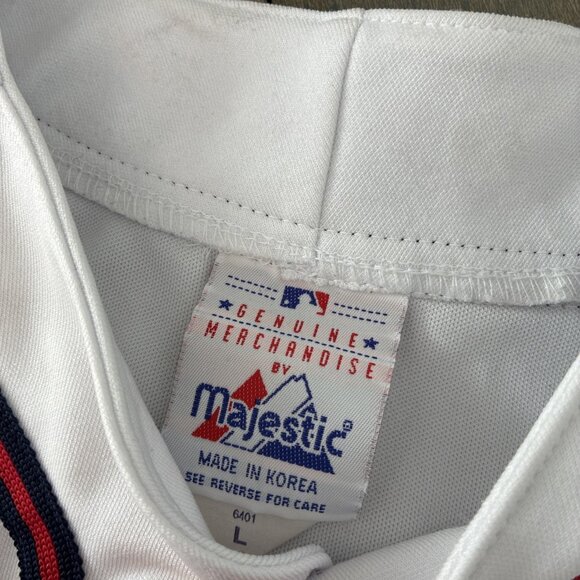 GENUINE
MERCHANDISE
BY
Majestic®
MADE IN KOREA
SEE REVERSE FOR CARE
6401
L